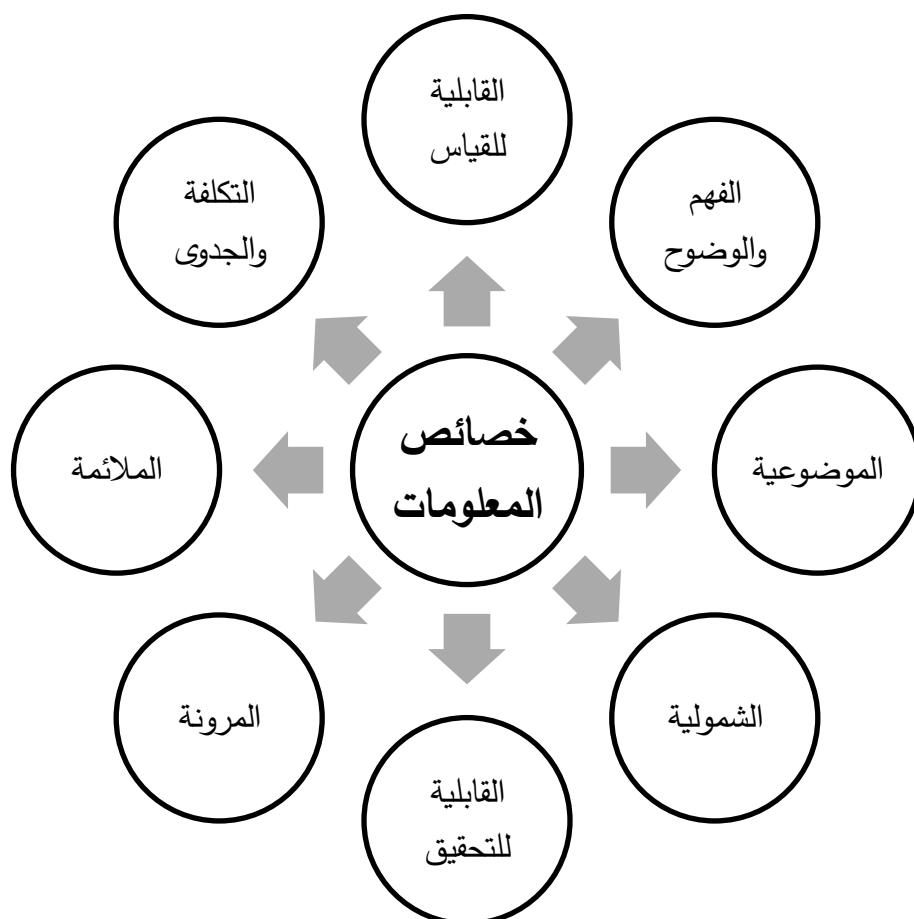 القابلية
للقياس
الفهم
والوضوح
التكلفة
والجدوى
الموضوعية
خصائص
المعلومات
الملائمة
الشمولية
المرونة
القابلية
للتحقيق